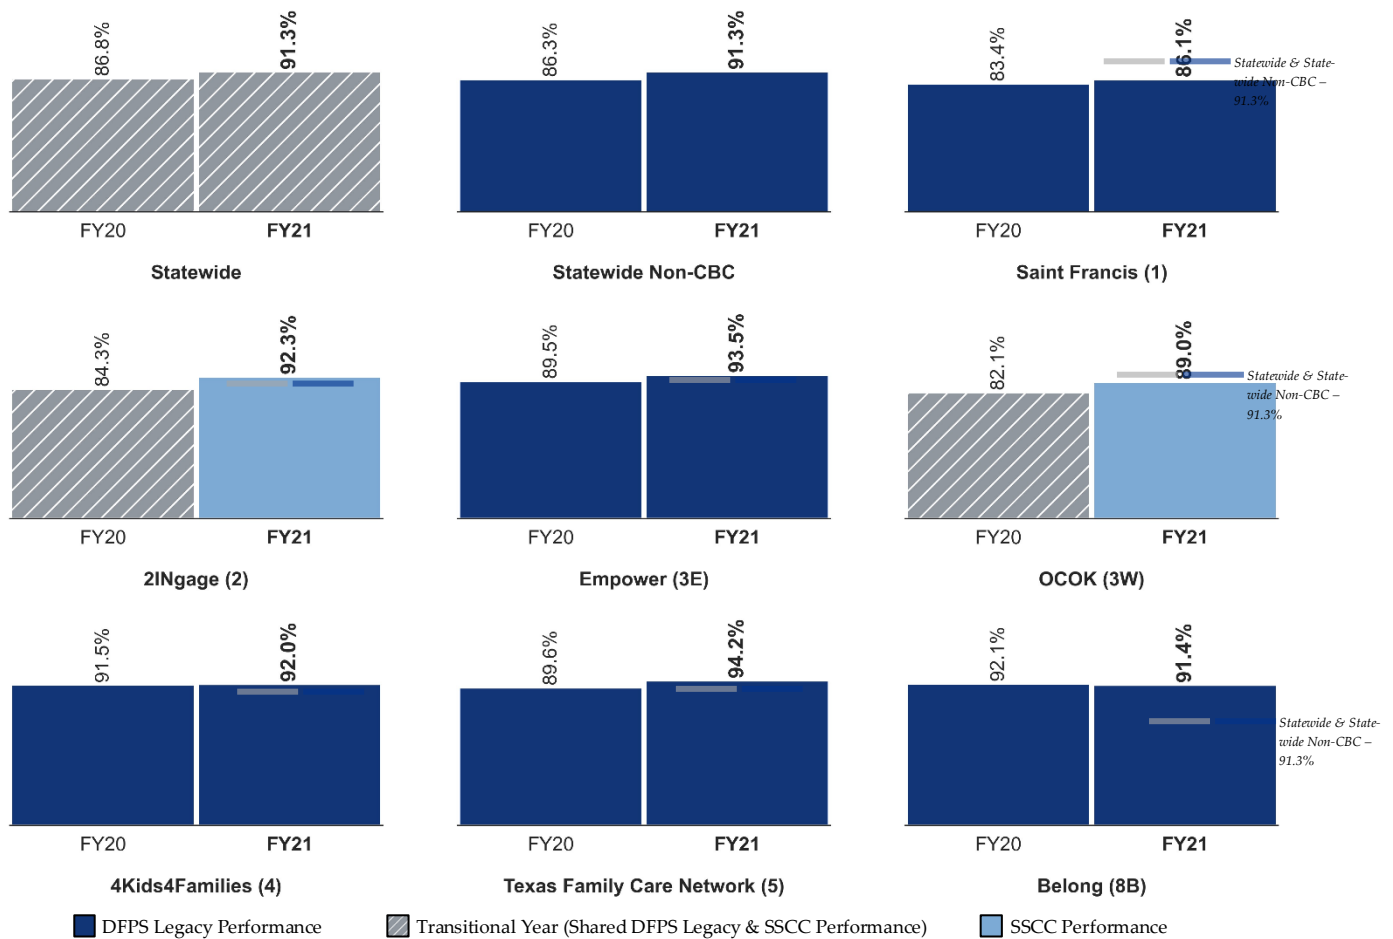 86.8%
91.3%
FY20
FY21
Statewide
86.3%
91.3%
FY20
FY21
Statewide Non-CBC
83.4%
86.1%
Statewide & State-
wide Non-CBC –
91.3%
FY20
FY21
Saint Francis (1)
84.3%
92.3%
FY20
FY21
2INgage (2)
89.5%
93.5%
FY20
FY21
Empower (3E)
82.1%
89.0%
Statewide & State-
wide Non-CBC –
91.3%
FY20
FY21
OCOK (3W)
91.5%
92.0%
FY20
FY21
4Kids4Families (4)
89.6%
94.2%
FY20
FY21
Texas Family Care Network (5)
92.1%
91.4%
Statewide & State-
wide Non-CBC –
91.3%
FY20
FY21
Belong (8B)
DFPS Legacy Performance
Transitional Year (Shared DFPS Legacy & SSCC Performance)
SSCC Performance